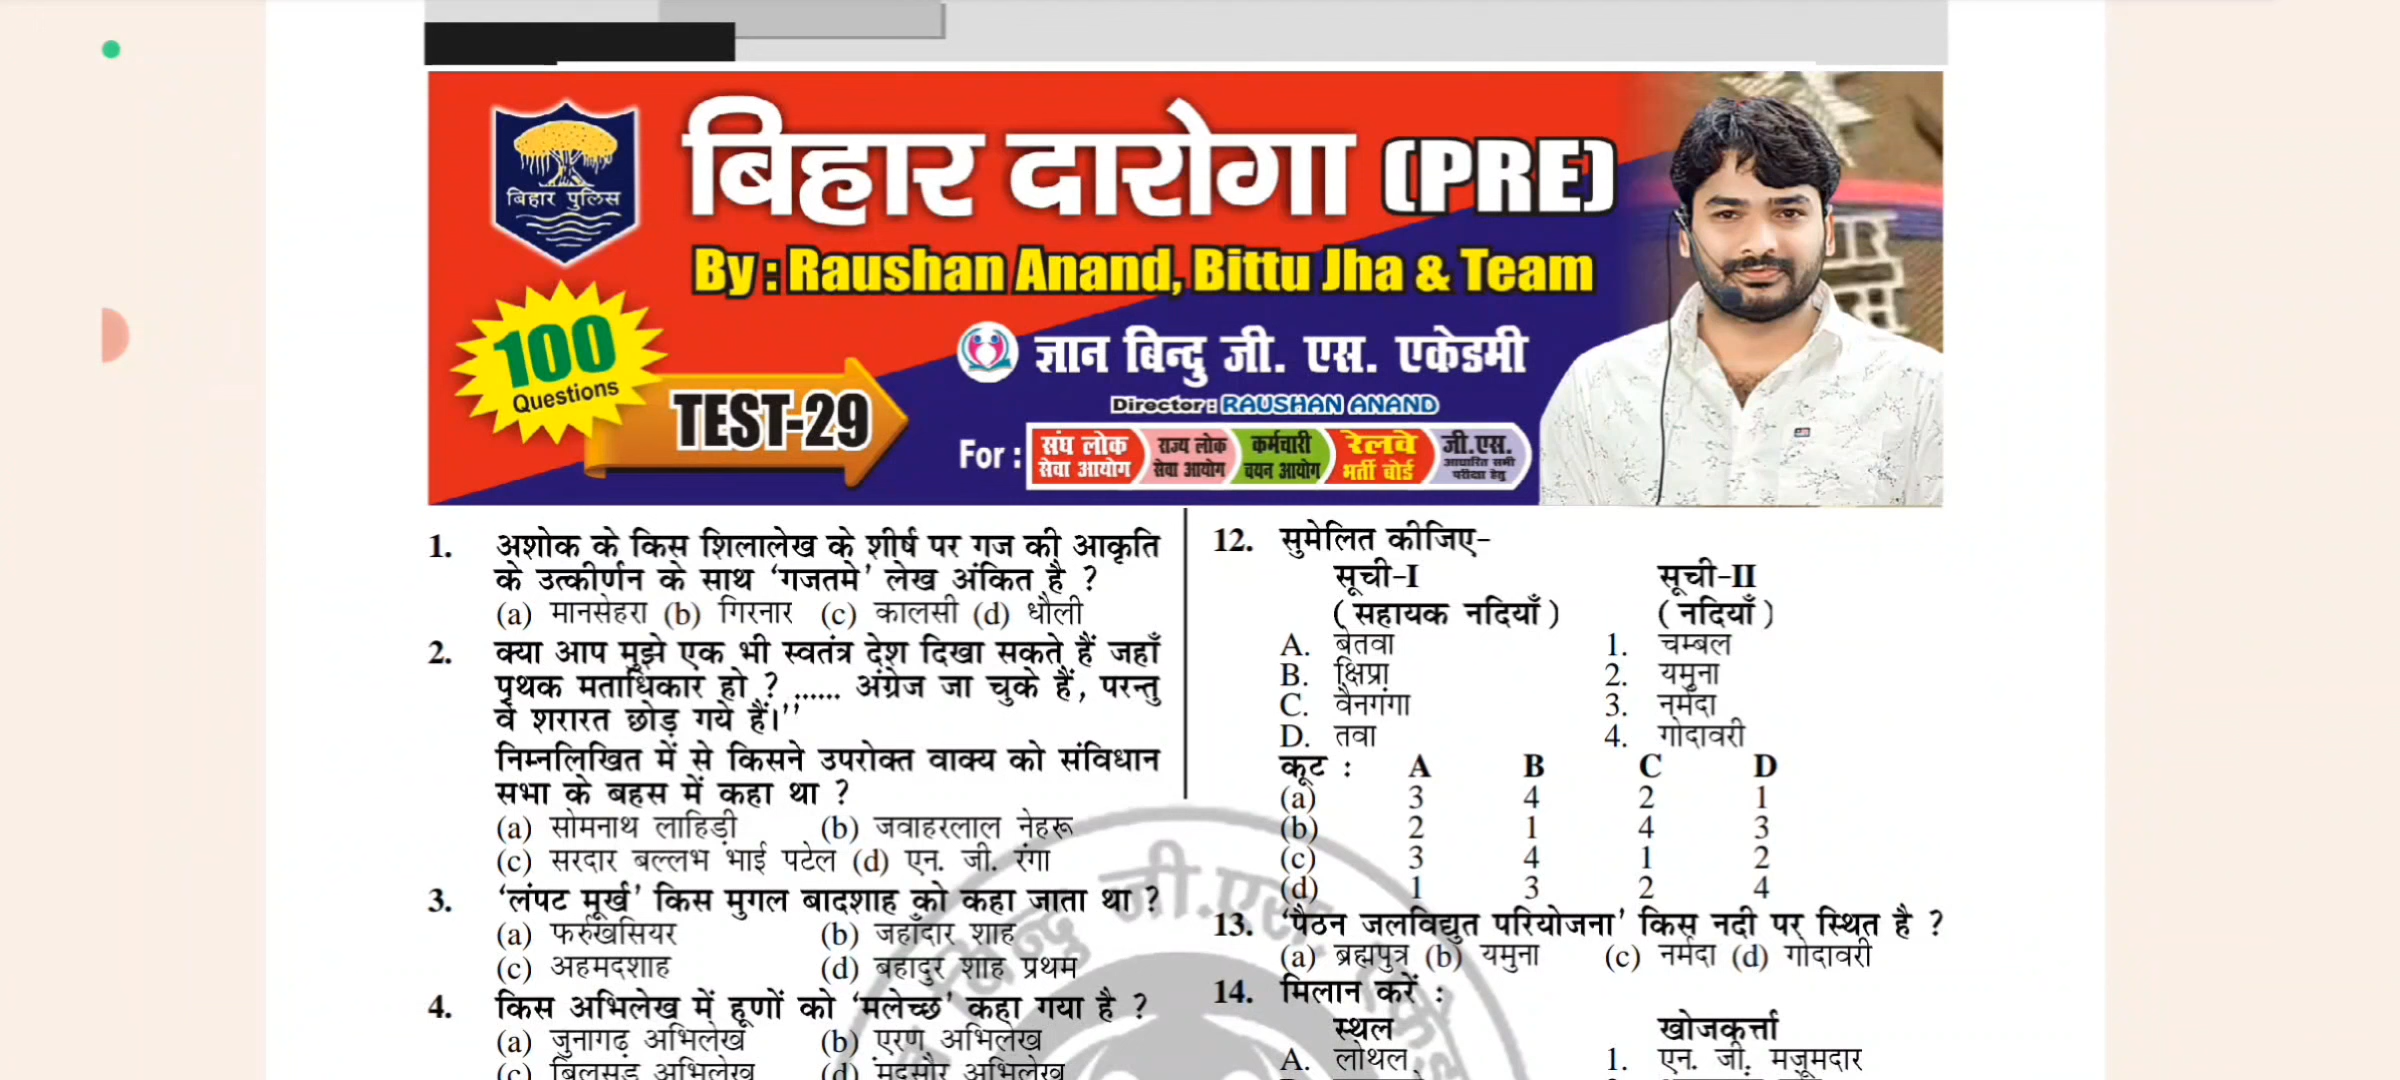 बिहार पुलिस
बिहार दारोगा (PRE)
By : Raushan Anand, Bittu Jha & Team
100
Questions
TEST-29
ज्ञान बिन्दु जी. एस. एकेडमी
Director : RAUSHAN ANAND
For :
संघ लोक
सेवा आयोग
राज्य लोक
सेवा आयोग
कर्मचारी
चयन आयोग
रेलवे
भर्ती बोर्ड
जी.एस.
आधारित सभी
परीक्षा हेतु
1. अशोक के किस शिलालेख के शीर्ष पर गज की आकृति
के उत्कीर्णन के साथ ‘गजतमे’ लेख अंकित है ?
(a) मानसेहरा (b) गिरनार (c) कालसी (d) धौली
2. क्या आप मुझे एक भी स्वतंत्र देश दिखा सकते हैं जहाँ
पृथक मताधिकार हो ? ...... अंग्रेज जा चुके हैं, परन्तु
वे शरारत छोड़ गये हैं।’’
निम्नलिखित में से किसने उपरोक्त वाक्य को संविधान
सभा के बहस में कहा था ?
(a) सोमनाथ लाहिड़ी (b) जवाहरलाल नेहरू
(c) सरदार बल्लभ भाई पटेल (d) एन. जी. रंगा
3. ‘लंपट मूर्ख’ किस मुगल बादशाह को कहा जाता था ?
(a) फर्रुखसियर (b) जहाँदार शाह
(c) अहमदशाह (d) बहादुर शाह प्रथम
4. किस अभिलेख में हूणों को ‘मलेच्छ’ कहा गया है ?
(a) जुनागढ़ अभिलेख (b) एरण अभिलेख
(c) बिलसड़ अभिलेख (d) मंदसौर अभिलेख
12. सुमेलित कीजिए-
सूची-I सूची-II
(सहायक नदियाँ) (नदियाँ)
A. बेतवा 1. चम्बल
B. क्षिप्रा 2. यमुना
C. वैनगंगा 3. नर्मदा
D. तवा 4. गोदावरी
कूट : A B C D
(a) 3 4 2 1
(b) 2 1 4 3
(c) 3 4 1 2
(d) 1 3 2 4
13. ‘पैठन जलविद्युत परियोजना’ किस नदी पर स्थित है ?
(a) ब्रह्मपुत्र (b) यमुना (c) नर्मदा (d) गोदावरी
14. मिलान करें :
स्थल खोजकर्त्ता
A. लोथल 1. एन. जी. मजूमदार